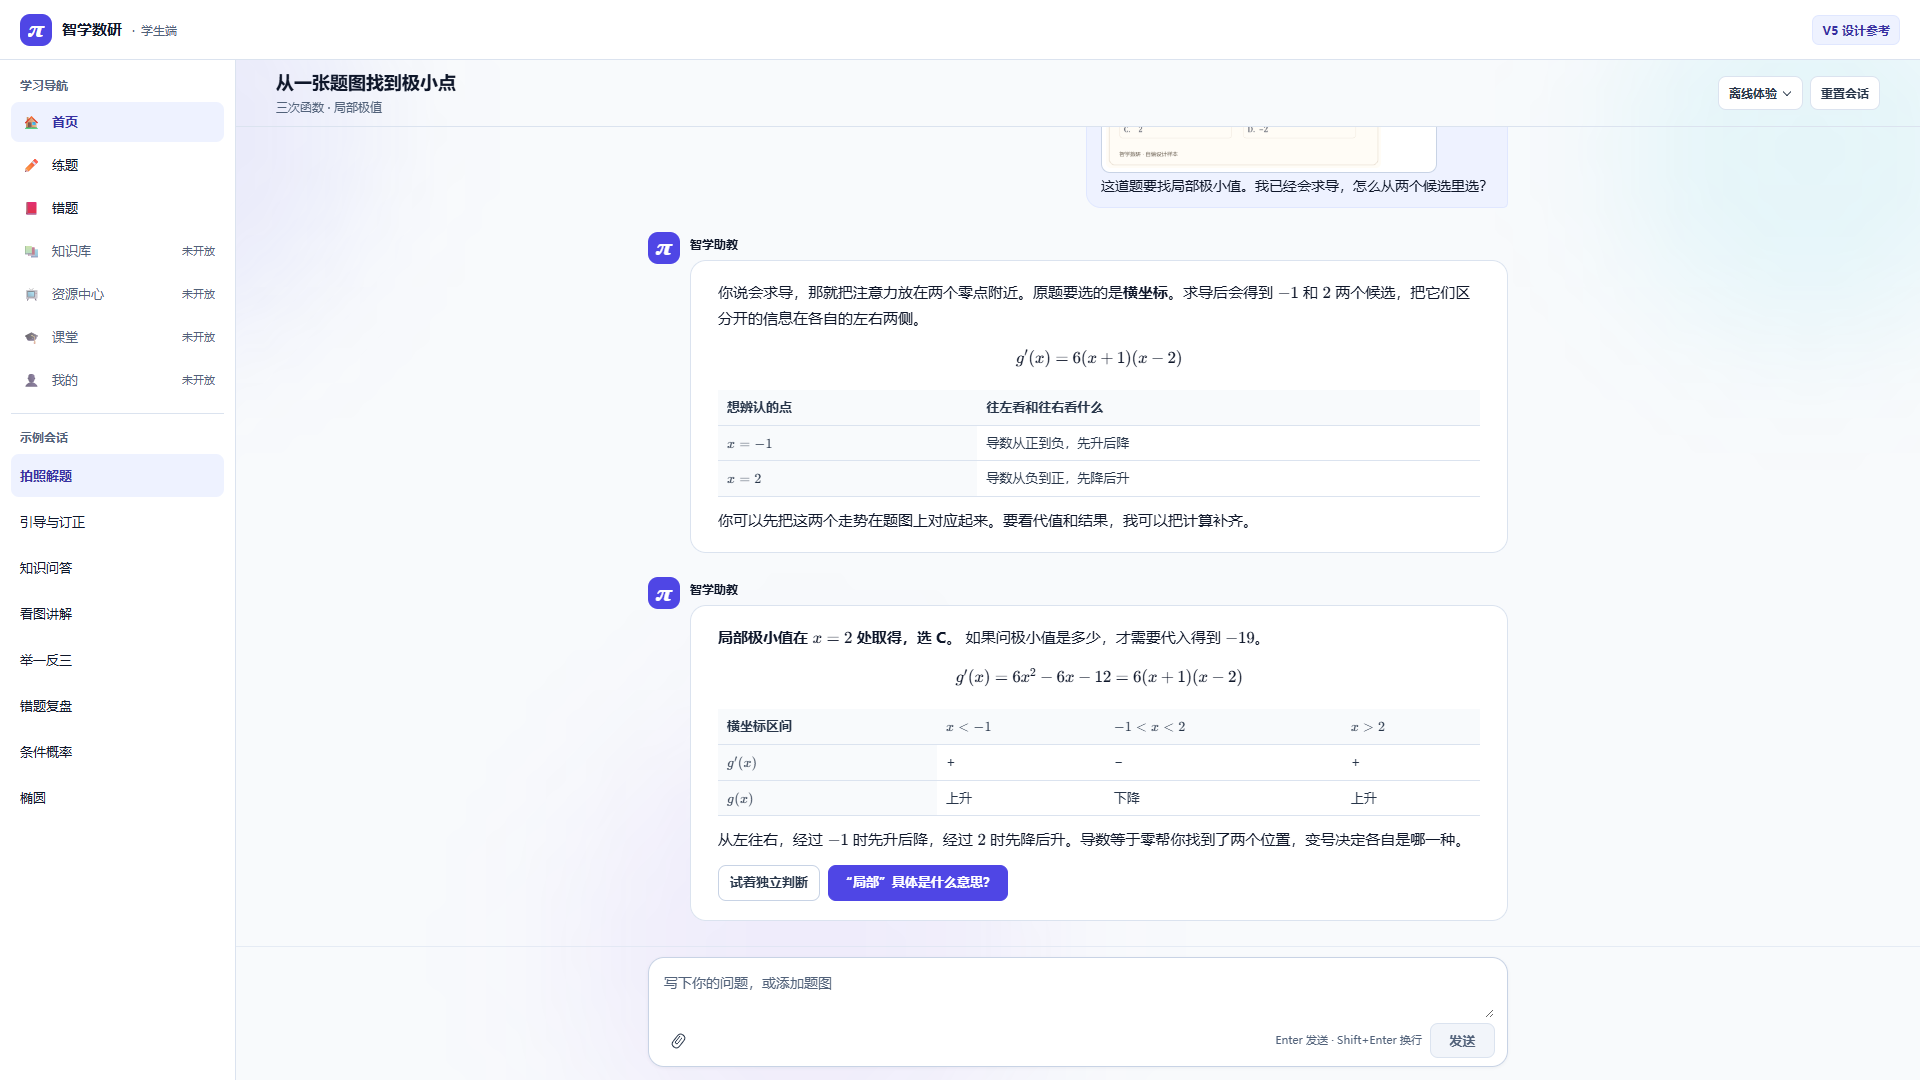 π 智学数研 · 学生端
V5 设计参考
学习导航
首页
练题
错题
知识库 未开放
资源中心 未开放
课堂 未开放
我的 未开放
示例会话
拍照解题
引导与订正
知识问答
看图讲解
举一反三
错题复盘
条件概率
椭圆
从一张题图找到极小点
三次函数 · 局部极值
离线体验
重置会话
C. 2 D. -2
智学数研 · 自编设计样本
这道题要找局部极小值。我已经会求导，怎么从两个候选里选？
π 智学助教
你说会求导，那就把注意力放在两个零点附近。原题要选的是横坐标。求导后会得到 −1 和 2 两个候选，把它们区
分开的信息在各自的左右两侧。
g′(x) = 6(x + 1)(x − 2)
想辨认的点 往左看和往右看什么
x = −1 导数从正到负，先升后降
x = 2 导数从负到正，先降后升
你可以先把这两个走势在题图上对应起来。要看代值和结果，我可以把计算补齐。
π 智学助教
局部极小值在 x = 2 处取得，选 C。 如果问极小值是多少，才需要代入得到 −19。
g′(x) = 6x² − 6x − 12 = 6(x + 1)(x − 2)
横坐标区间 x < −1 −1 < x < 2 x > 2
g′(x) + − +
g(x) 上升 下降 上升
从左往右，经过 −1 时先升后降，经过 2 时先降后升。导数等于零帮你找到了两个位置，变号决定各自是哪一种。
试着独立判断
“局部”具体是什么意思？
写下你的问题，或添加题图
Enter 发送 · Shift+Enter 换行
发送